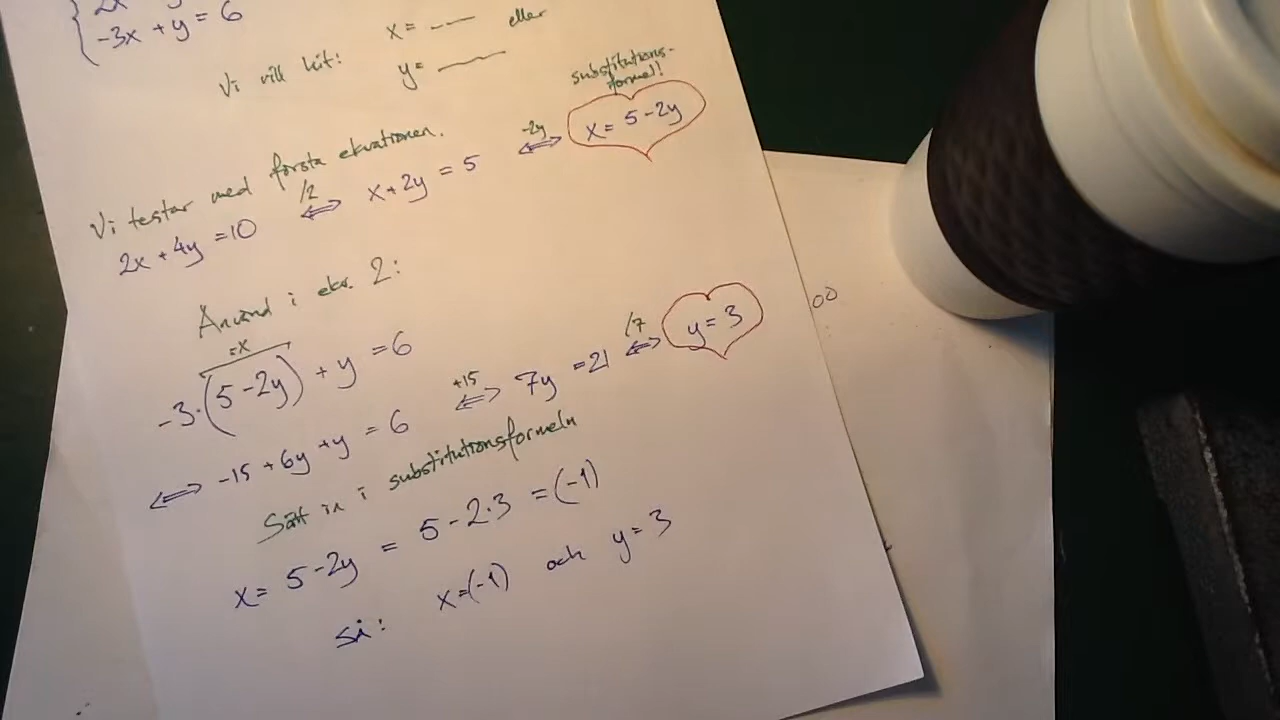 -3x + y = 6
Vi vill hit: x = eller
y =
Vi testar med första ekvationen.
substitutions-
formel!
2x + 4y = 10 ⟺ /2 x + 2y = 5 ⟺ -2y x = 5 - 2y
Använd i ekv. 2:
=x
-3·(5 - 2y) + y = 6
⟺ -15 + 6y + y = 6 ⟺ +15 7y = 21 ⟺ /7 y = 3
Sätt in i substitutionsformeln
x = 5 - 2y = 5 - 2·3 = (-1)
x = (-1) och y = 3